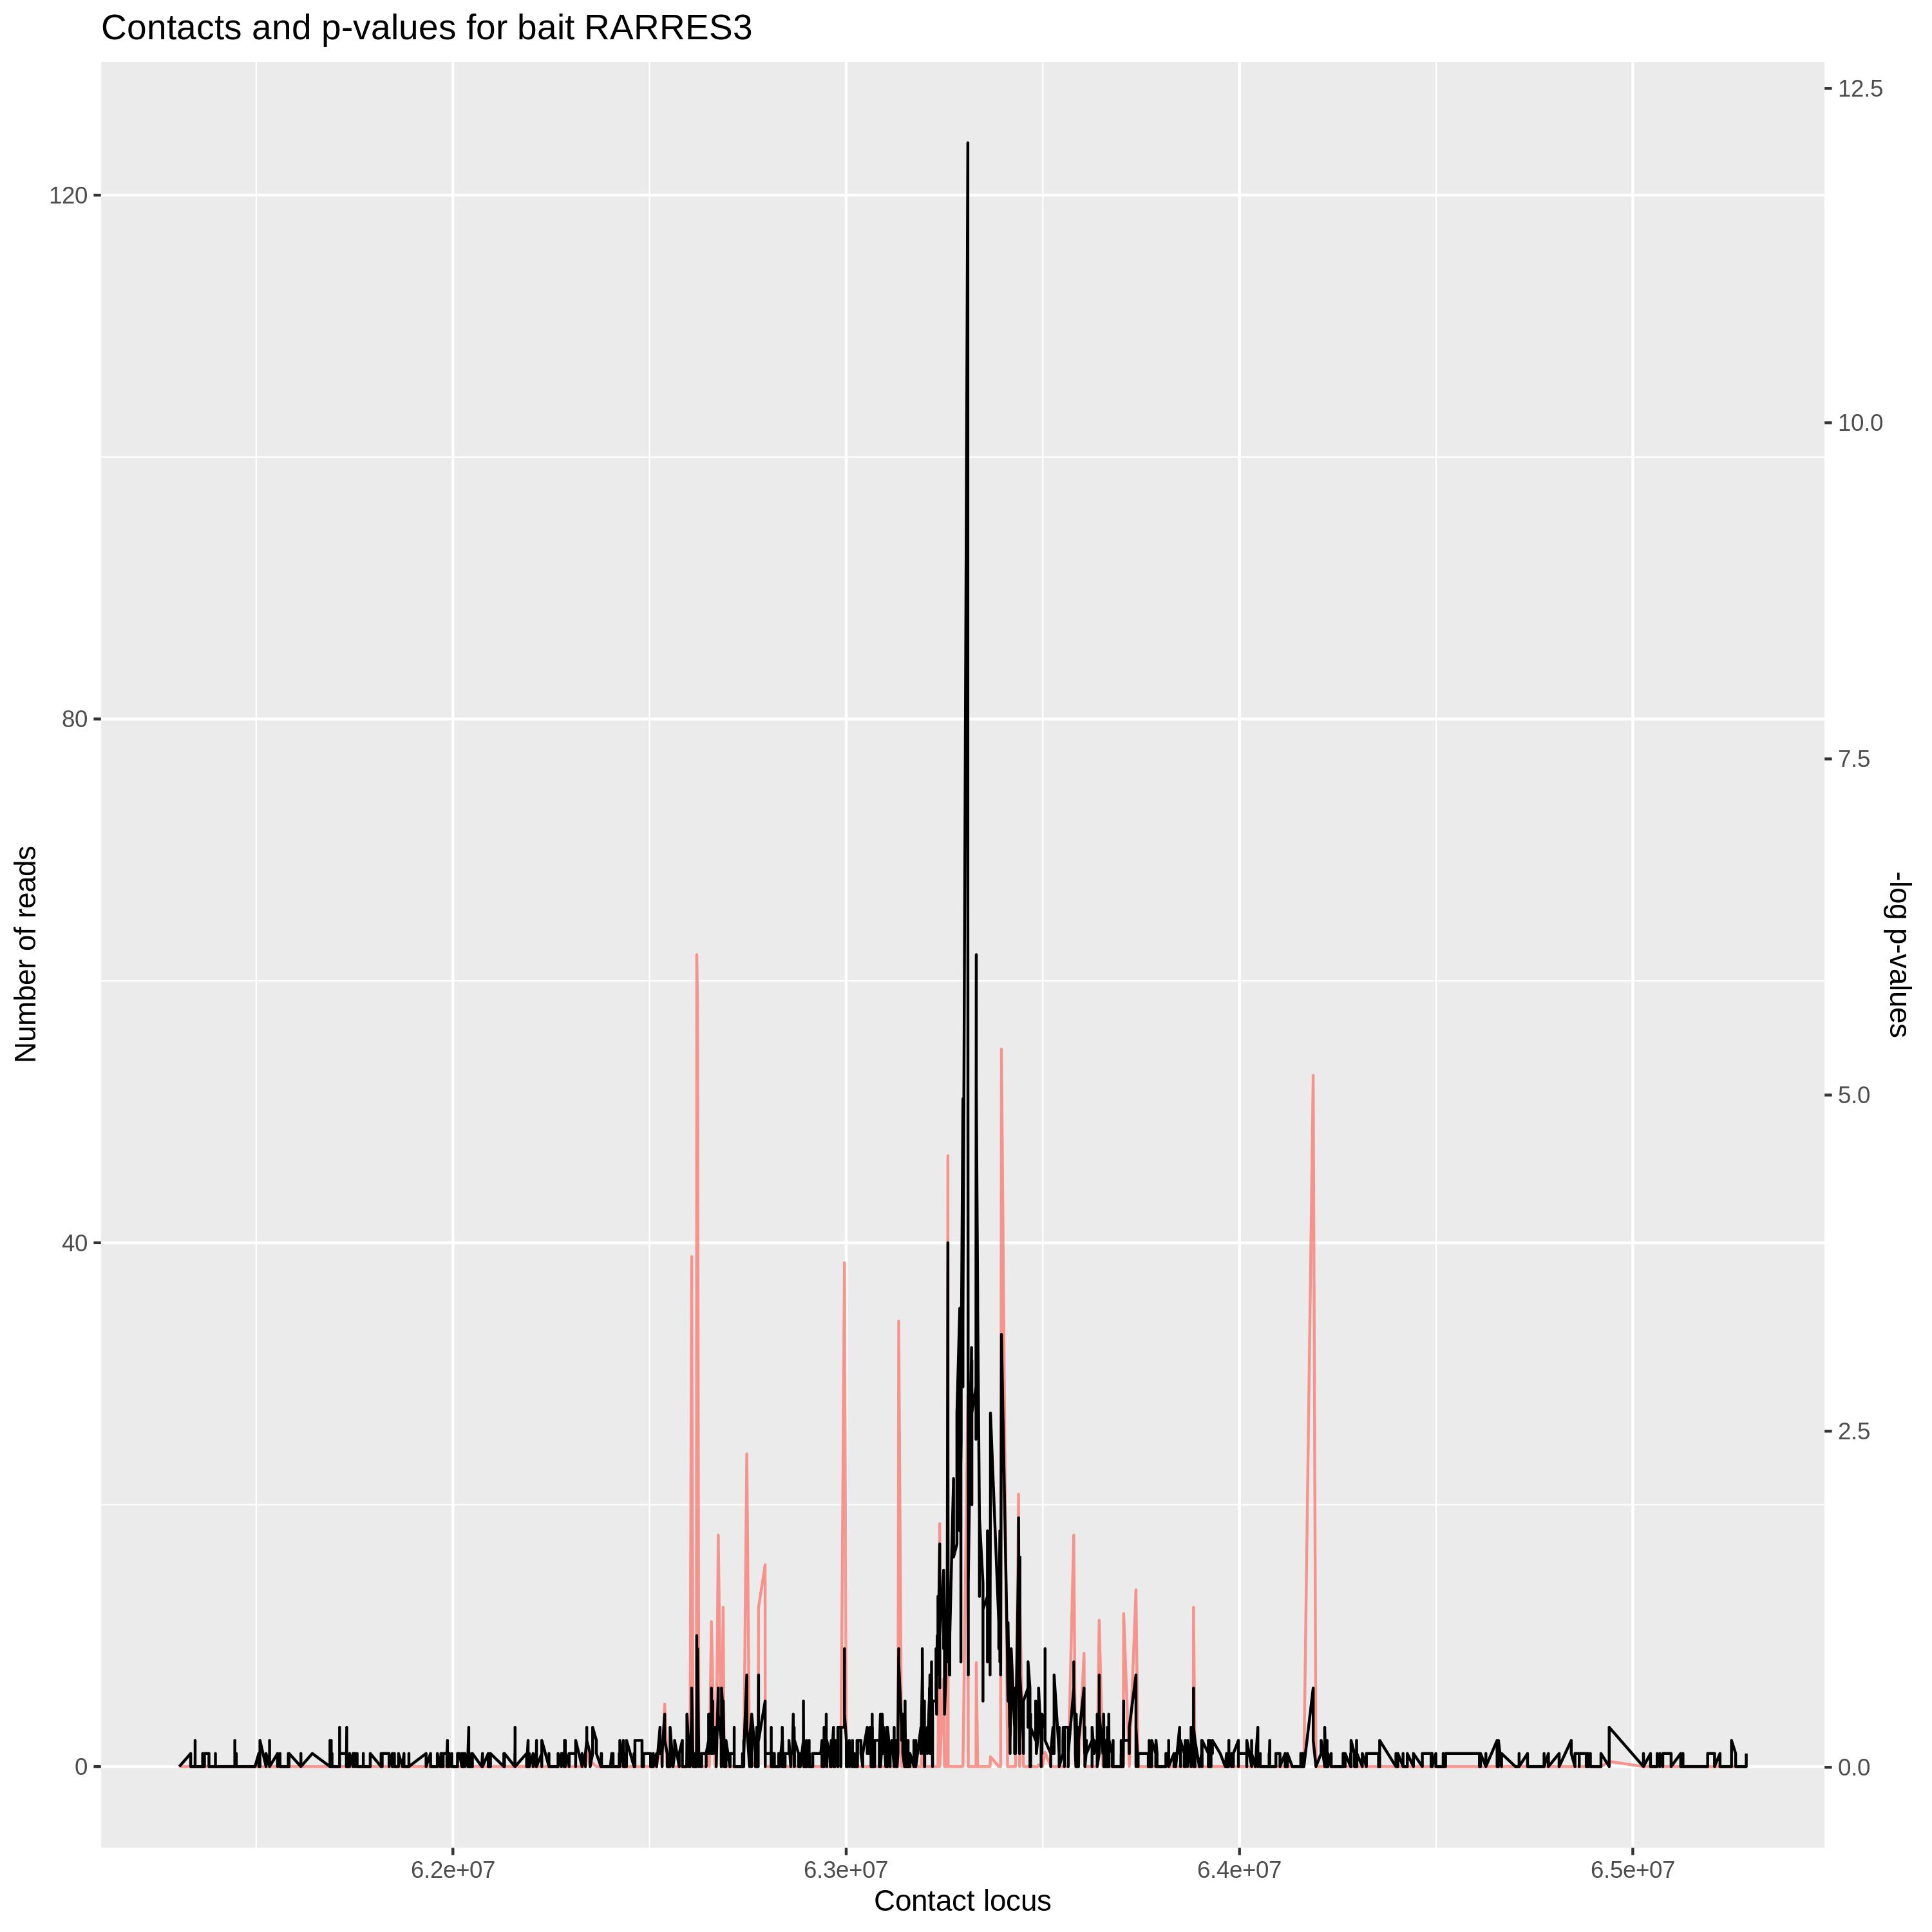 Contacts and p-values for bait RARRES3
120
80
40
0
Number of reads
12.5
10.0
7.5
5.0
2.5
0.0
-log p-values
6.2e+07
6.3e+07
6.4e+07
6.5e+07
Contact locus